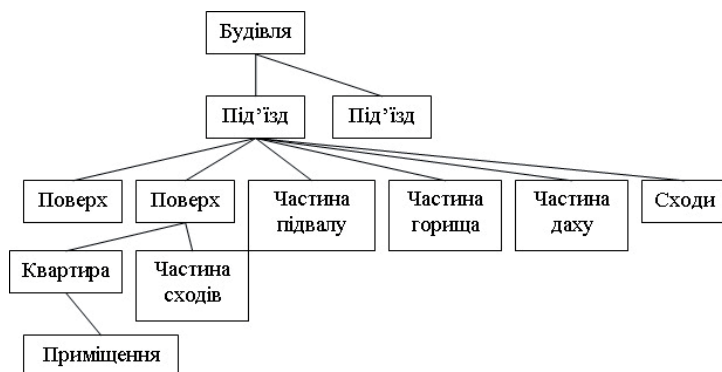 Будівля
Під’їзд
Під’їзд
Поверх
Поверх
Частина
підвалу
Частина
горища
Частина
даху
Сходи
Квартира
Частина
сходів
Приміщення